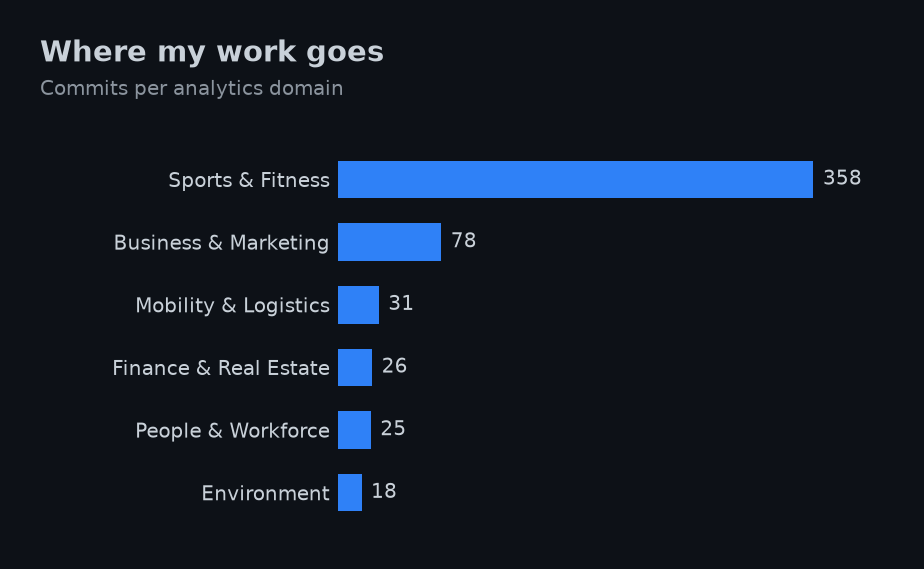 Where my work goes
Commits per analytics domain
Sports & Fitness 358
Business & Marketing 78
Mobility & Logistics 31
Finance & Real Estate 26
People & Workforce 25
Environment 18